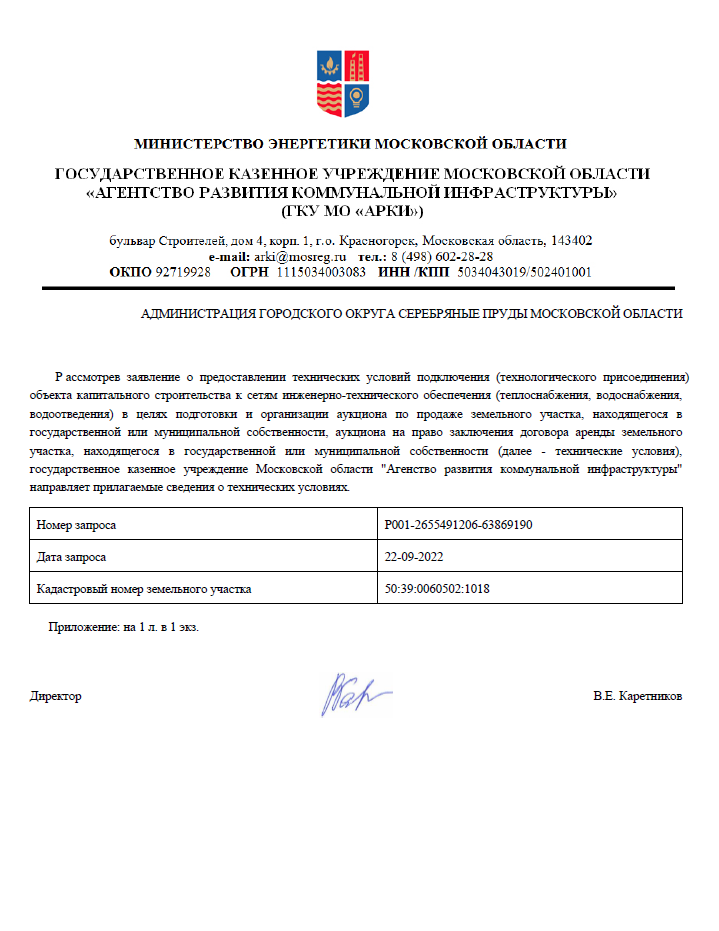 МИНИСТЕРСТВО ЭНЕРГЕТИКИ МОСКОВСКОЙ ОБЛАСТИ
ГОСУДАРСТВЕННОЕ КАЗЕННОЕ УЧРЕЖДЕНИЕ МОСКОВСКОЙ ОБЛАСТИ
«АГЕНТСТВО РАЗВИТИЯ КОММУНАЛЬНОЙ ИНФРАСТРУКТУРЫ»
(ГКУ МО «АРКИ»)
бульвар Строителей, дом 4, корп. 1, г.о. Красногорск, Московская область, 143402
e-mail: arki@mosreg.ru тел.: 8 (498) 602-28-28
ОКПО 92719928 ОГРН 1115034003083 ИНН /КПП 5034043019/502401001
АДМИНИСТРАЦИЯ ГОРОДСКОГО ОКРУГА СЕРЕБРЯНЫЕ ПРУДЫ МОСКОВСКОЙ ОБЛАСТИ
Р ассмотрев заявление о предоставлении технических условий подключения (технологического присоединения)
объекта капитального строительства к сетям инженерно-технического обеспечения (теплоснабжения, водоснабжения,
водоотведения) в целях подготовки и организации аукциона по продаже земельного участка, находящегося в
государственной или муниципальной собственности, аукциона на право заключения договора аренды земельного
участка, находящегося в государственной или муниципальной собственности (далее - технические условия),
государственное казенное учреждение Московской области "Агенство развития коммунальной инфраструктуры"
направляет прилагаемые сведения о технических условиях.
Номер запроса P001-2655491206-63869190
Дата запроса 22-09-2022
Кадастровый номер земельного участка 50:39:0060502:1018
Приложение: на 1 л. в 1 экз.
Директор В.Е. Каретников